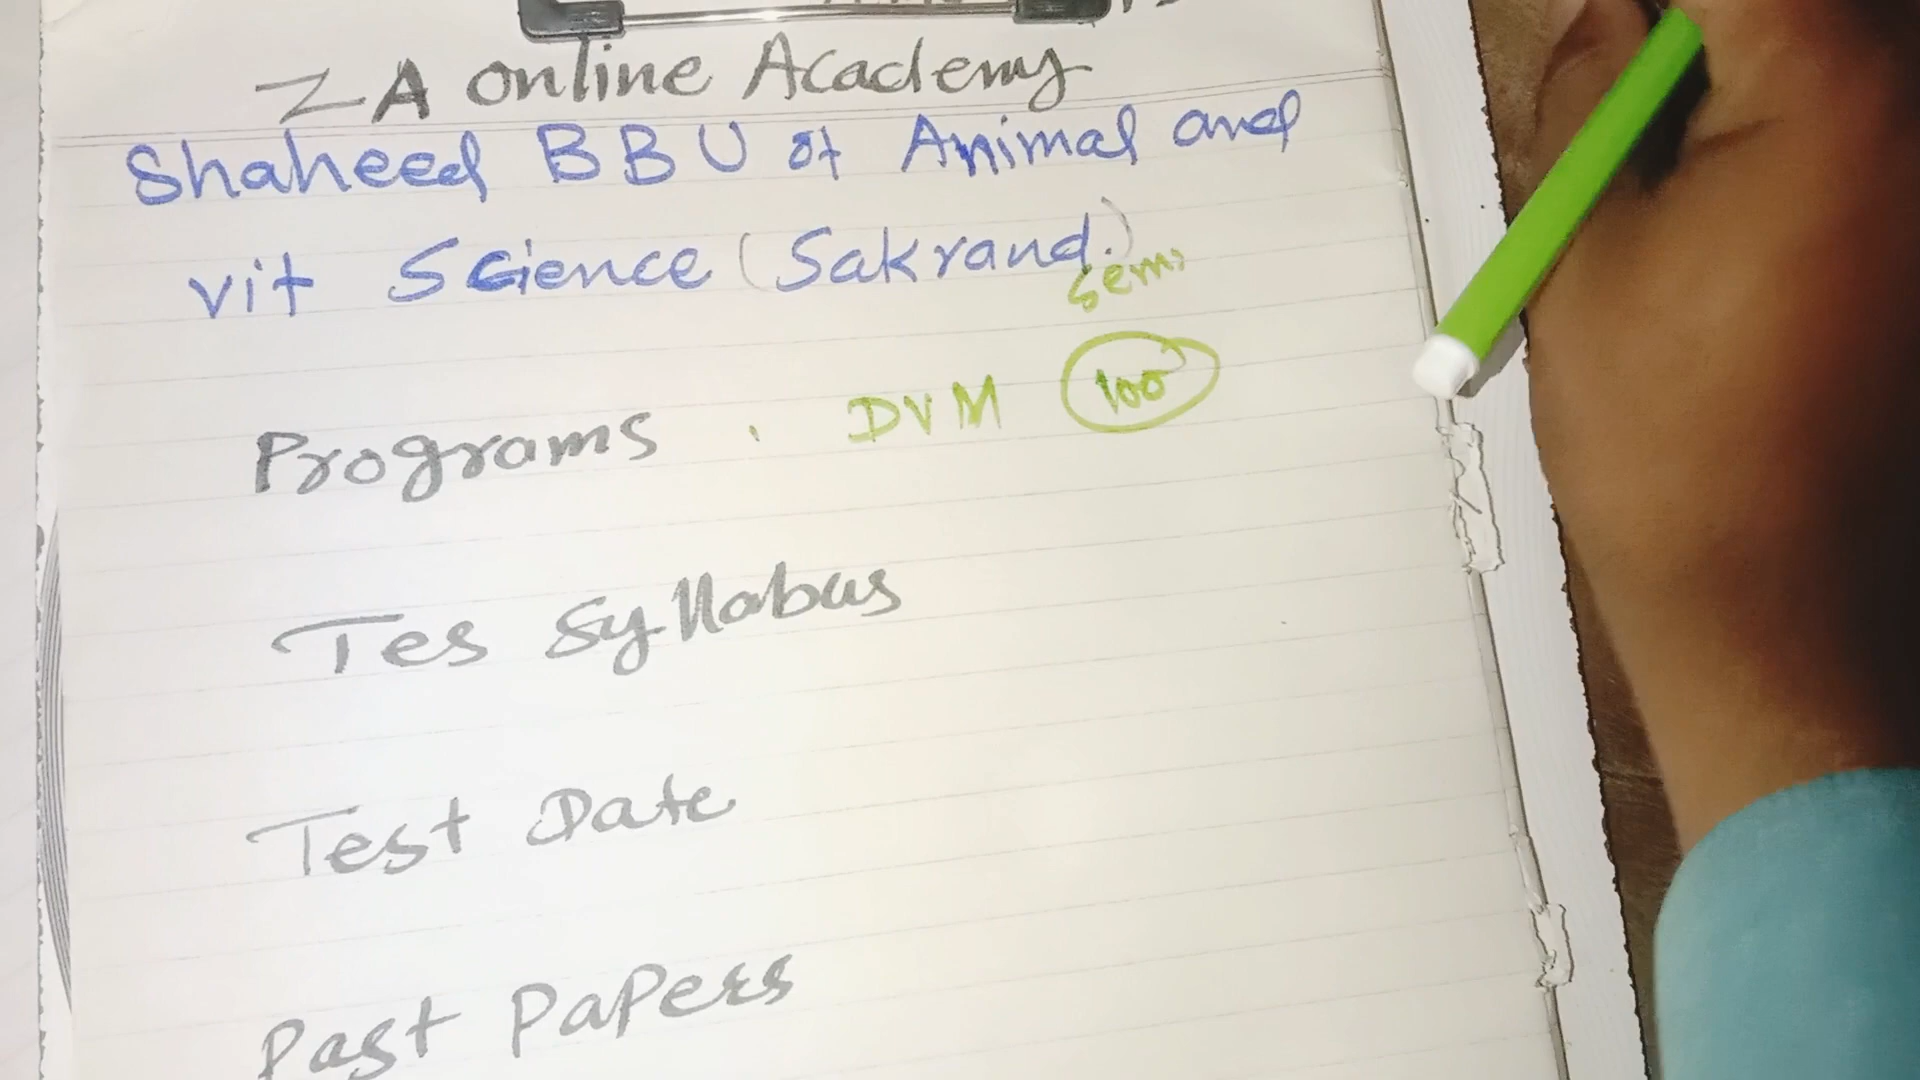 ZA online Academy
Shaheed BBU of Animal and
vit Science (Sakrand.)
Sem
Programs . DVM 100
Tes Syllabus
Test Date
Past Papers